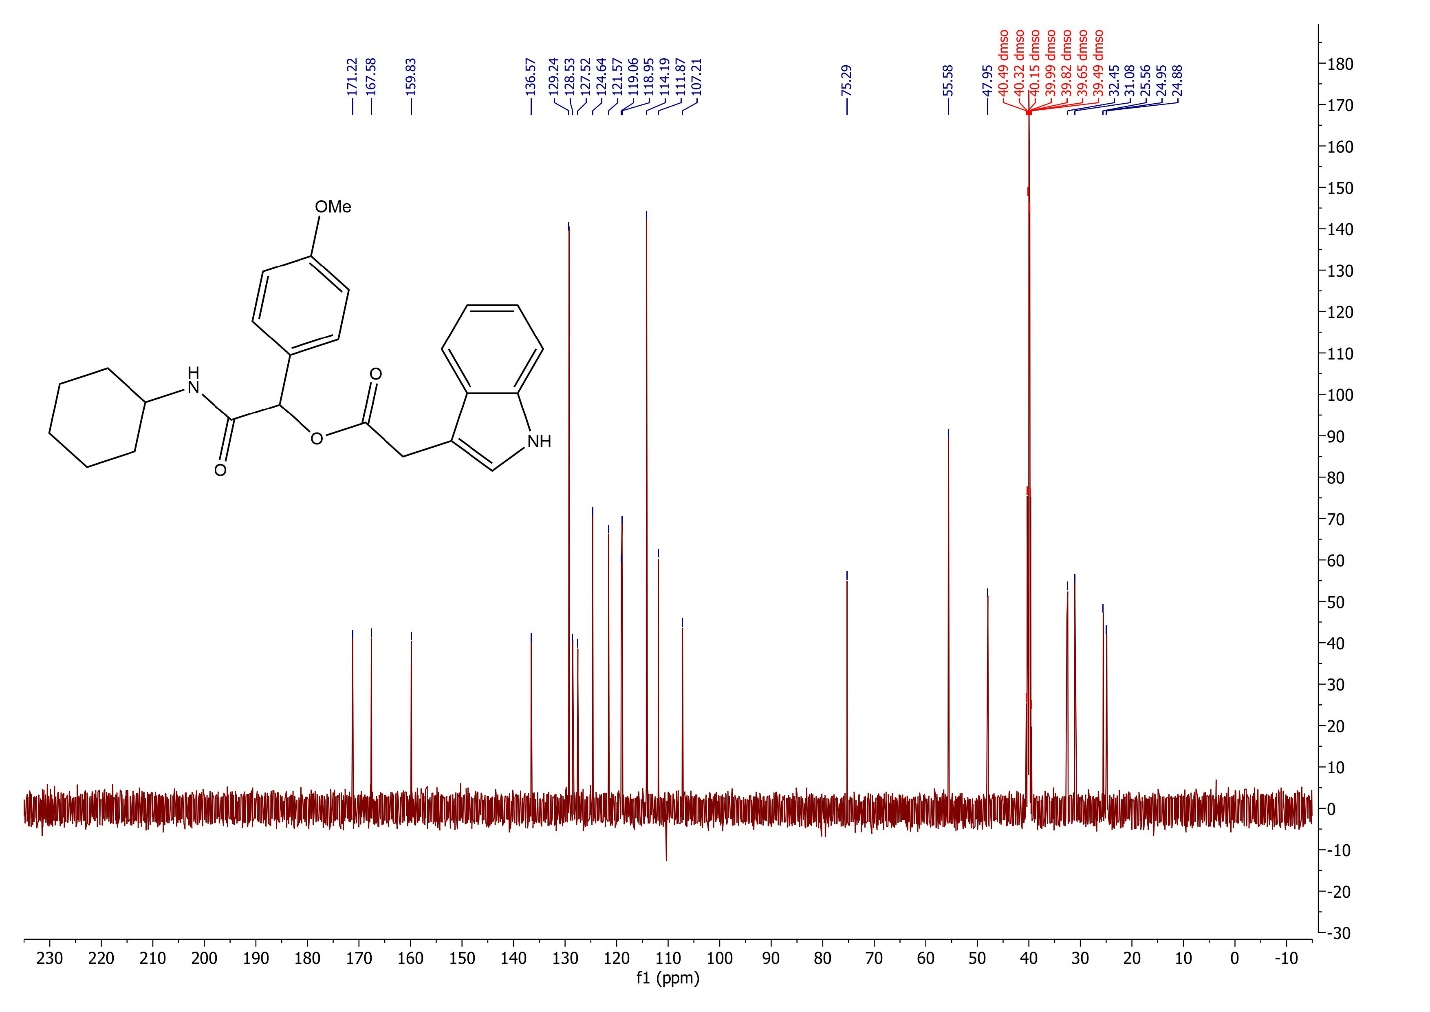 171.22
167.58
159.83
136.57
129.24
128.53
127.52
124.64
121.57
119.06
118.95
114.19
111.87
107.21
75.29
55.58
47.95
40.49 dmso
40.32 dmso
40.15 dmso
39.99 dmso
39.82 dmso
39.65 dmso
39.49 dmso
32.45
31.08
25.56
24.95
24.88
OMe
H
N
O
O
O
NH
180
170
160
150
140
130
120
110
100
90
80
70
60
50
40
30
20
10
0
-10
-20
-30
230 220 210 200 190 180 170 160 150 140 130 120 110 100 90 80 70 60 50 40 30 20 10 0 -10
f1 (ppm)